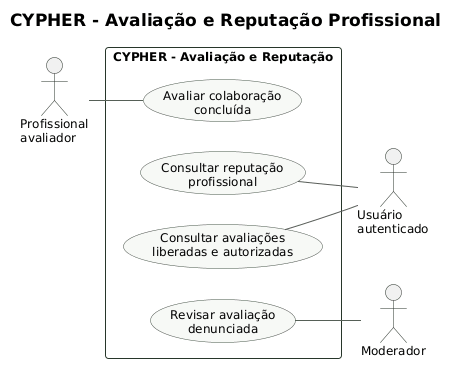 CYPHER - Avaliação e Reputação Profissional
CYPHER - Avaliação e Reputação
Profissional
avaliador
Avaliar colaboração
concluída
Consultar reputação
profissional
Usuário
autenticado
Consultar avaliações
liberadas e autorizadas
Revisar avaliação
denunciada
Moderador